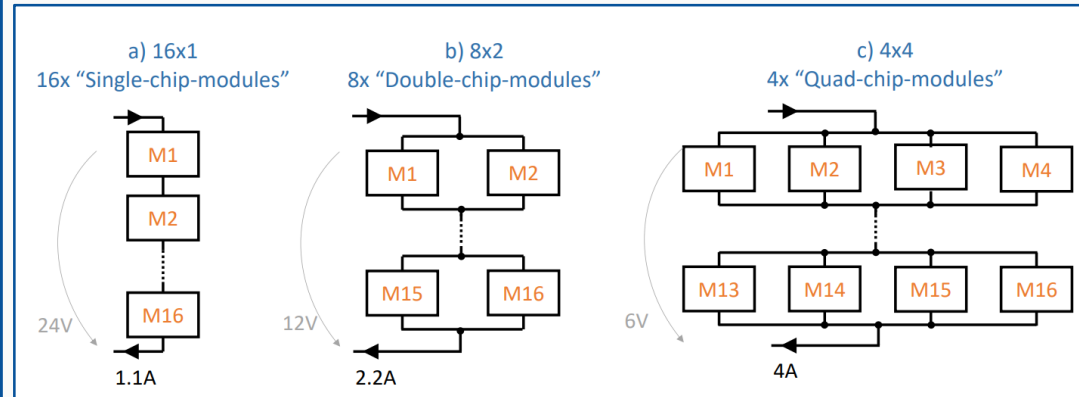 a) 16x1
16x “Single-chip-modules”
M1
M2
M16
24V
1.1A
b) 8x2
8x “Double-chip-modules”
M1
M2
M15
M16
12V
2.2A
c) 4x4
4x “Quad-chip-modules”
M1
M2
M3
M4
M13
M14
M15
M16
6V
4A